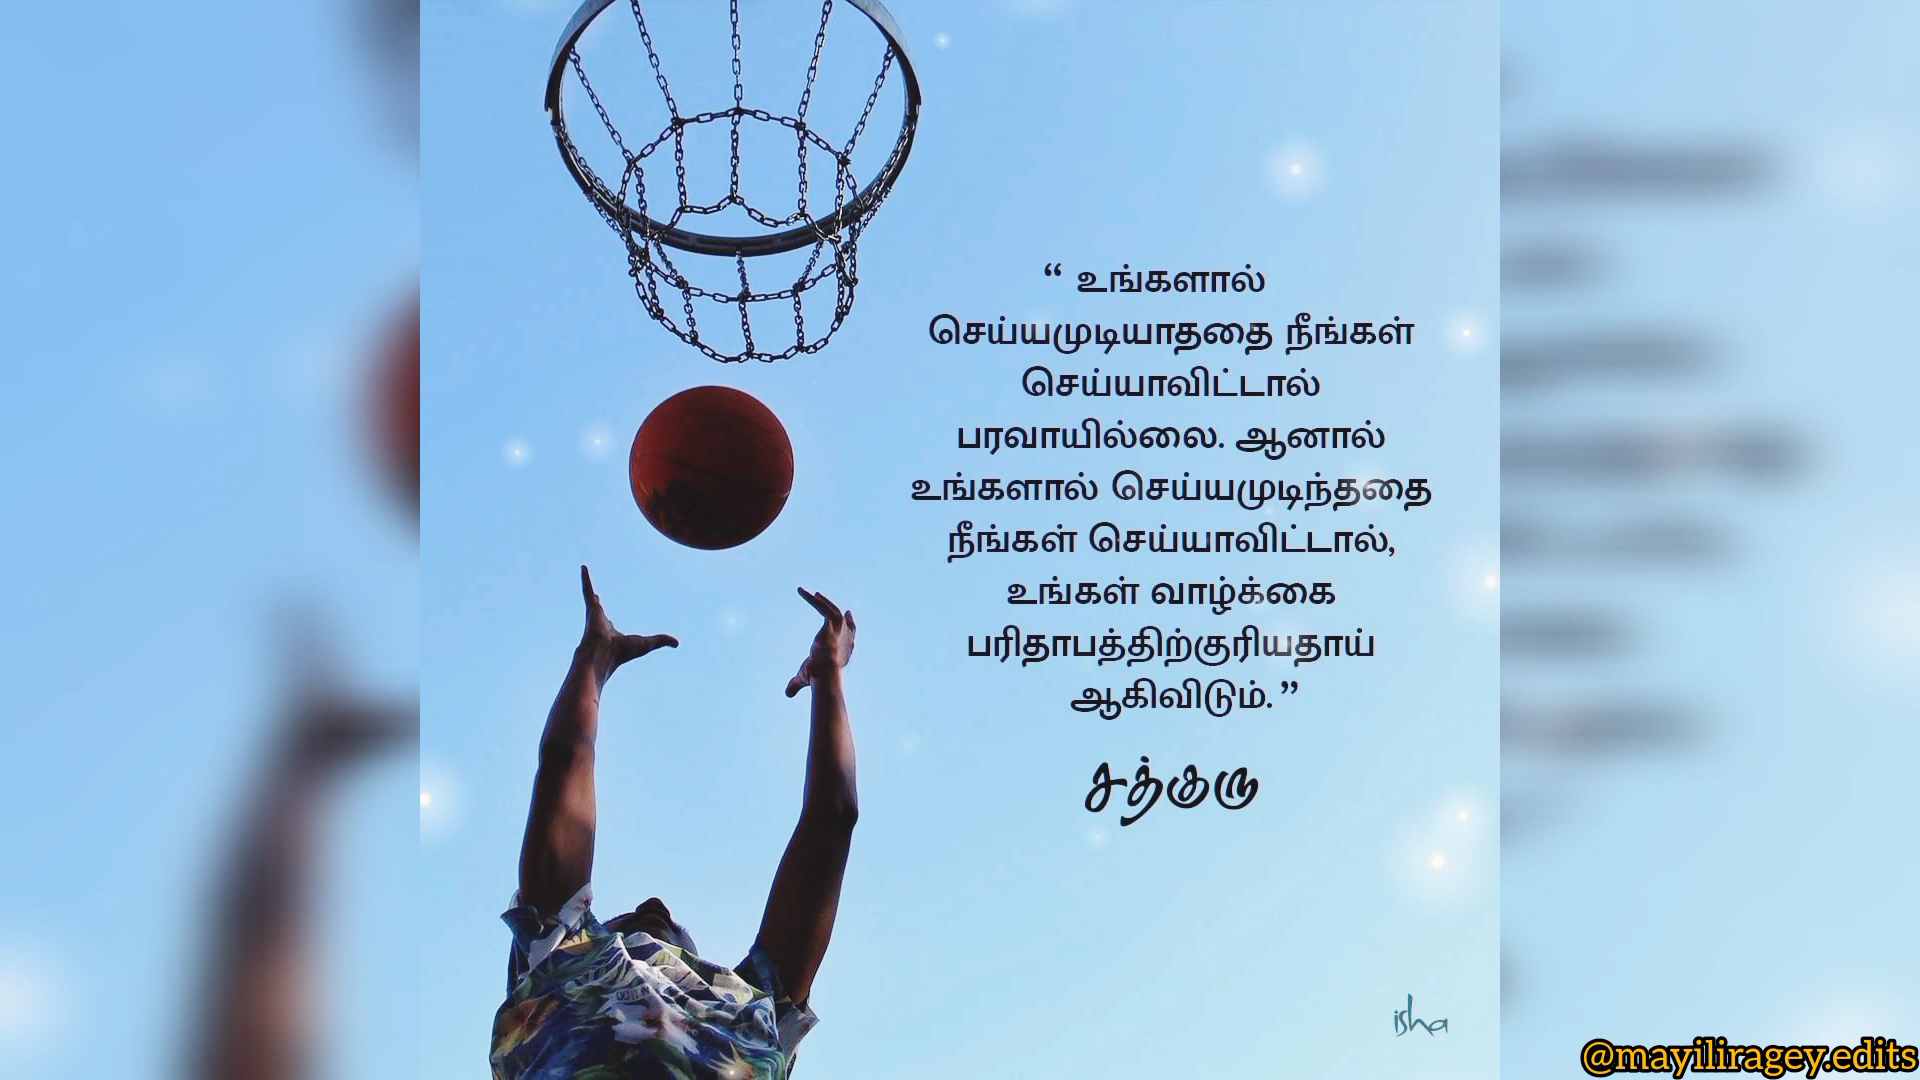 “ உங்களால்
செய்யமுடியாததை நீங்கள்
செய்யாவிட்டால்
பரவாயில்லை. ஆனால்
உங்களால் செய்யமுடிந்ததை
நீங்கள் செய்யாவிட்டால்,
உங்கள் வாழ்க்கை
பரிதாபத்திற்குரியதாய்
ஆகிவிடும். ”
சத்குரு
isha
@mayiliragey.edits